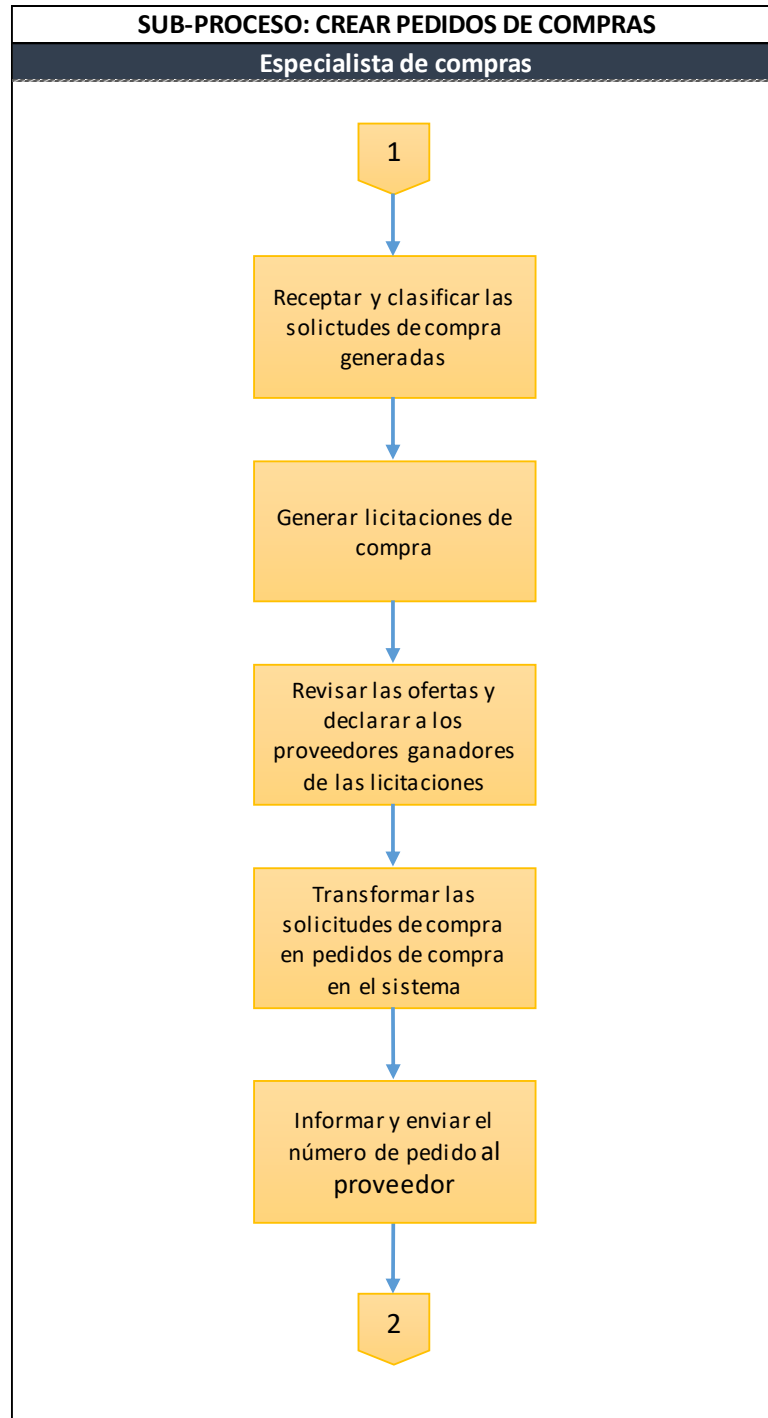 SUB-PROCESO: CREAR PEDIDOS DE COMPRAS
Especialista de compras
1
Receptar y clasificar las
solictudes de compra
generadas
Generar licitaciones de
compra
Revisar las ofertas y
declarar a los
proveedores ganadores
de las licitaciones
Transformar las
solicitudes de compra
en pedidos de compra
en el sistema
Informar y enviar el
número de pedido al
proveedor
2